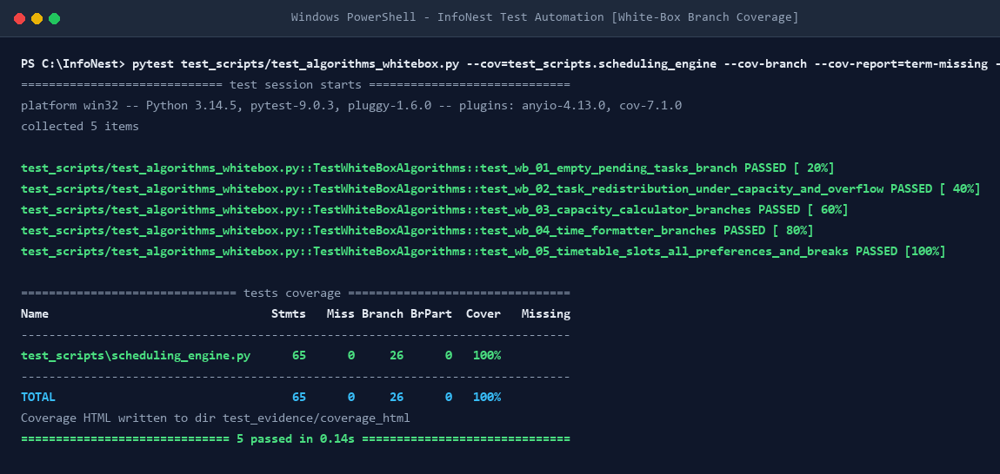 Windows PowerShell - InfoNest Test Automation [White-Box Branch Coverage]
PS C:\InfoNest> pytest test_scripts/test_algorithms_whitebox.py --cov=test_scripts.scheduling_engine --cov-branch --cov-report=term-missing -
============================= test session starts =============================
platform win32 -- Python 3.14.5, pytest-9.0.3, pluggy-1.6.0 -- plugins: anyio-4.13.0, cov-7.1.0
collected 5 items
test_scripts/test_algorithms_whitebox.py::TestWhiteBoxAlgorithms::test_wb_01_empty_pending_tasks_branch PASSED [ 20%]
test_scripts/test_algorithms_whitebox.py::TestWhiteBoxAlgorithms::test_wb_02_task_redistribution_under_capacity_and_overflow PASSED [ 40%]
test_scripts/test_algorithms_whitebox.py::TestWhiteBoxAlgorithms::test_wb_03_capacity_calculator_branches PASSED [ 60%]
test_scripts/test_algorithms_whitebox.py::TestWhiteBoxAlgorithms::test_wb_04_time_formatter_branches PASSED [ 80%]
test_scripts/test_algorithms_whitebox.py::TestWhiteBoxAlgorithms::test_wb_05_timetable_slots_all_preferences_and_breaks PASSED [100%]
=============================== tests coverage ================================
Name                                Stmts   Miss Branch BrPart  Cover   Missing
-------------------------------------------------------------------------------
test_scripts\scheduling_engine.py      65      0     26      0   100%
-------------------------------------------------------------------------------
TOTAL                                  65      0     26      0   100%
Coverage HTML written to dir test_evidence/coverage_html
============================== 5 passed in 0.14s ==============================